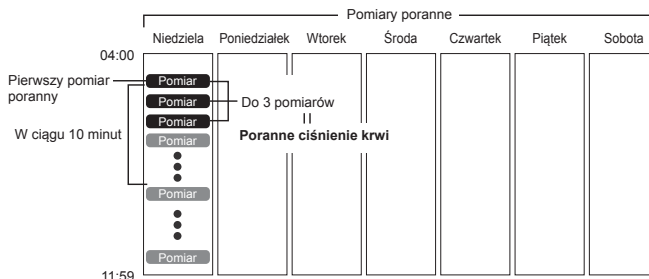 Pomiary poranne
Niedziela Poniedziałek Wtorek Środa Czwartek Piątek Sobota
04:00
Pierwszy pomiar
poranny
W ciągu 10 minut
Pomiar
Pomiar
Pomiar
Pomiar
Pomiar
Pomiar
Do 3 pomiarów
Poranne ciśnienie krwi
11:59